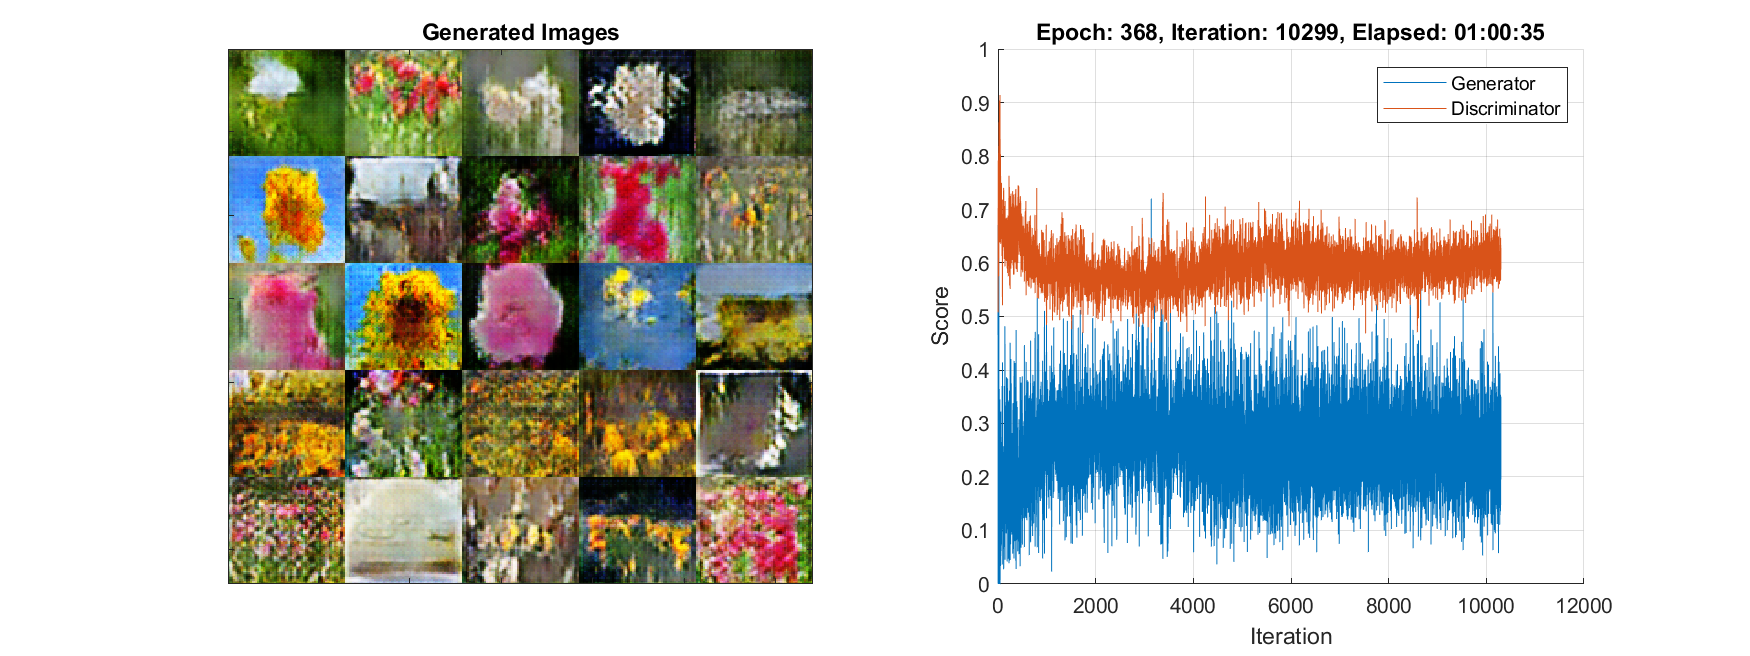 Generated Images
Epoch: 368, Iteration: 10299, Elapsed: 01:00:35
Generator
Discriminator
1
0.9
0.8
0.7
0.6
0.5
0.4
0.3
0.2
0.1
0
Score
0 2000 4000 6000 8000 10000 12000
Iteration